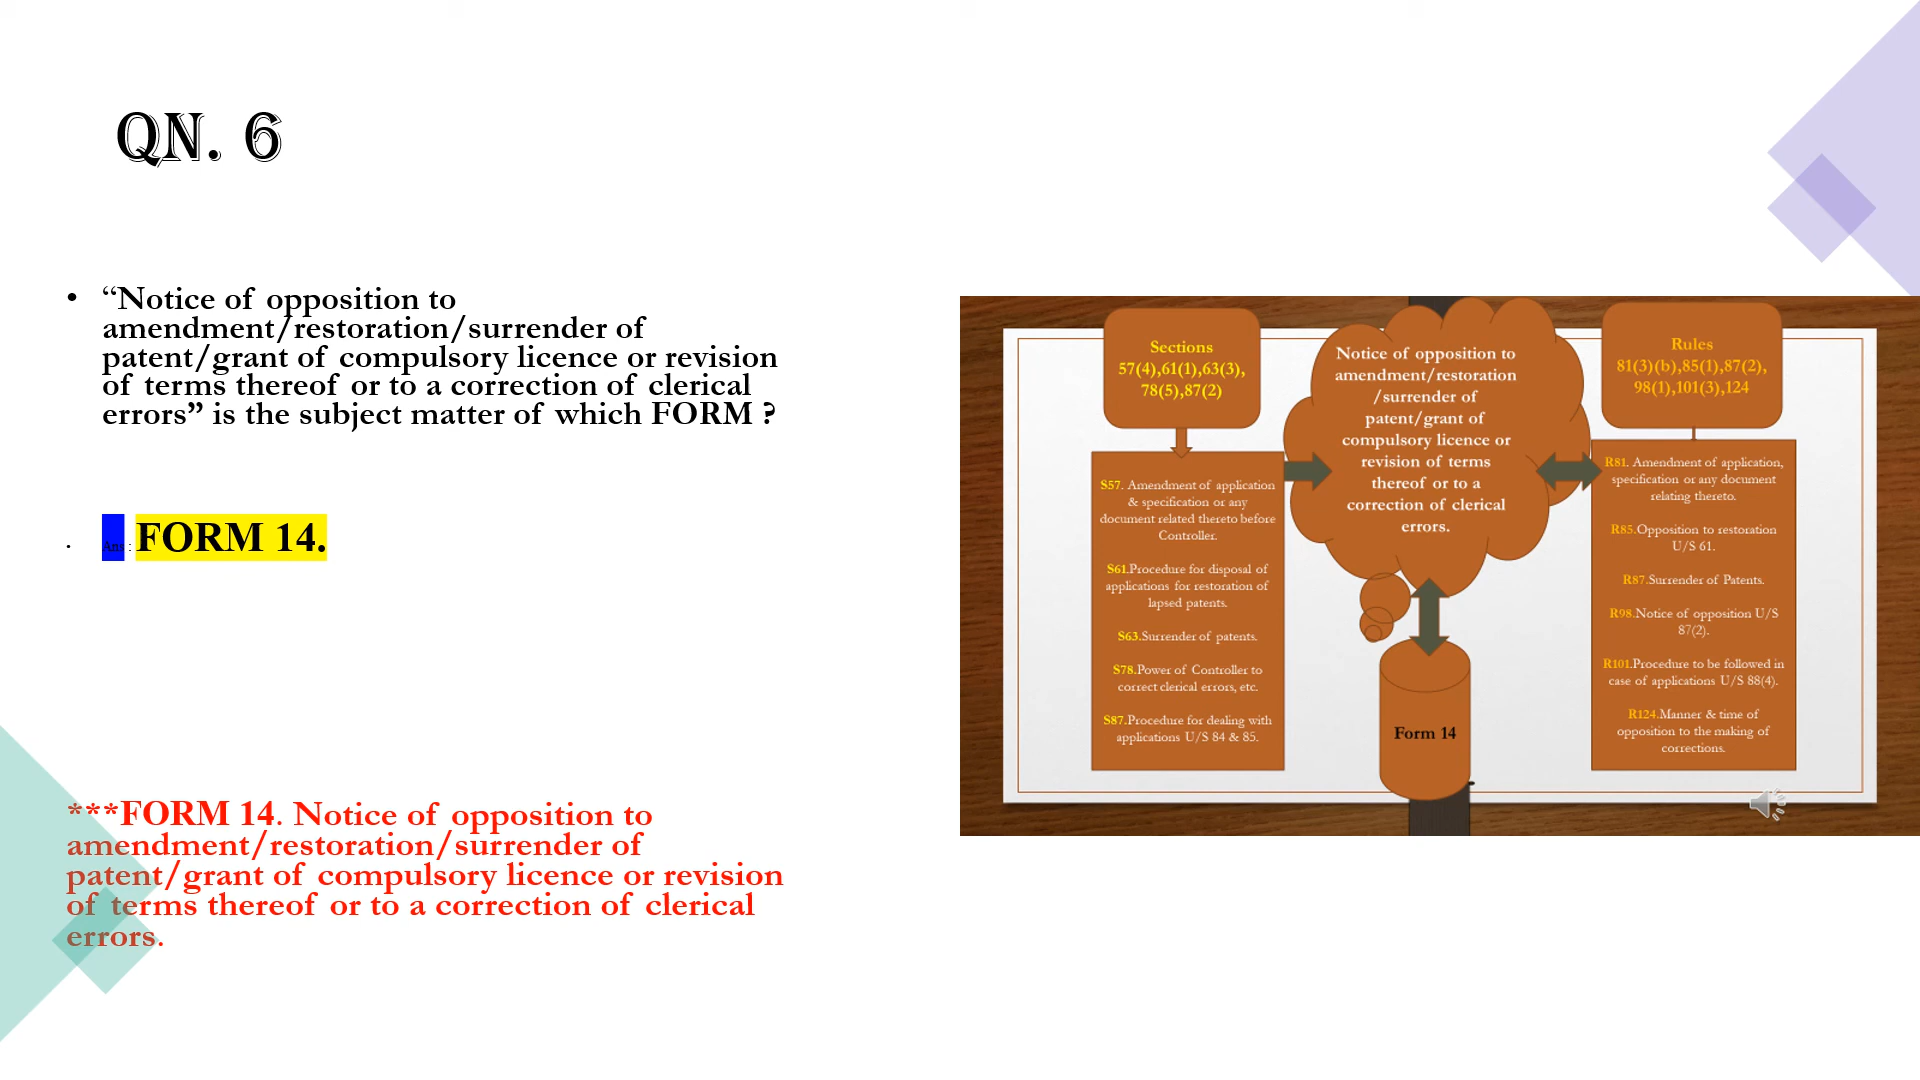 QN. 6
• “Notice of opposition to
amendment/restoration/surrender of
patent/grant of compulsory licence or revision
of terms thereof or to a correction of clerical
errors” is the subject matter of which FORM ?
• Ans : FORM 14.
***FORM 14. Notice of opposition to
amendment/restoration/surrender of
patent/grant of compulsory licence or revision
of terms thereof or to a correction of clerical
errors.
Sections
57(4),61(1),63(3),
78(5),87(2)
S57. Amendment of application
& specification or any
document related thereto before
Controller.
S61.Procedure for disposal of
applications for restoration of
lapsed patents.
S63.Surrender of patents.
S78.Power of Controller to
correct clerical errors, etc.
S87.Procedure for dealing with
applications U/S 84 & 85.
Notice of opposition to
amendment/restoration
/surrender of
patent/grant of
compulsory licence or
revision of terms
thereof or to a
correction of clerical
errors.
Form 14
Rules
81(3)(b),85(1),87(2),
98(1),101(3),124
R81. Amendment of application,
specification or any document
relating thereto.
R85.Opposition to restoration
U/S 61.
R87.Surrender of Patents.
R98.Notice of opposition U/S
87(2).
R101.Procedure to be followed in
case of applications U/S 88(4).
R124.Manner & time of
opposition to the making of
corrections.